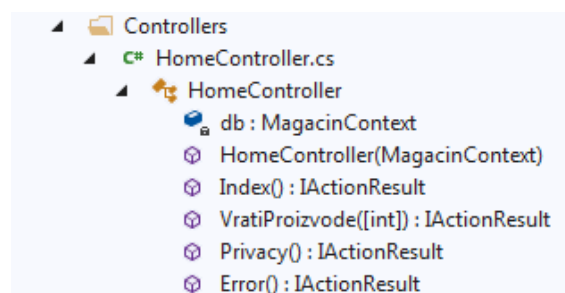 Controllers
C# HomeController.cs
HomeController
db : MagacinContext
HomeController(MagacinContext)
Index() : IActionResult
VratiProizvode([int]) : IActionResult
Privacy() : IActionResult
Error() : IActionResult